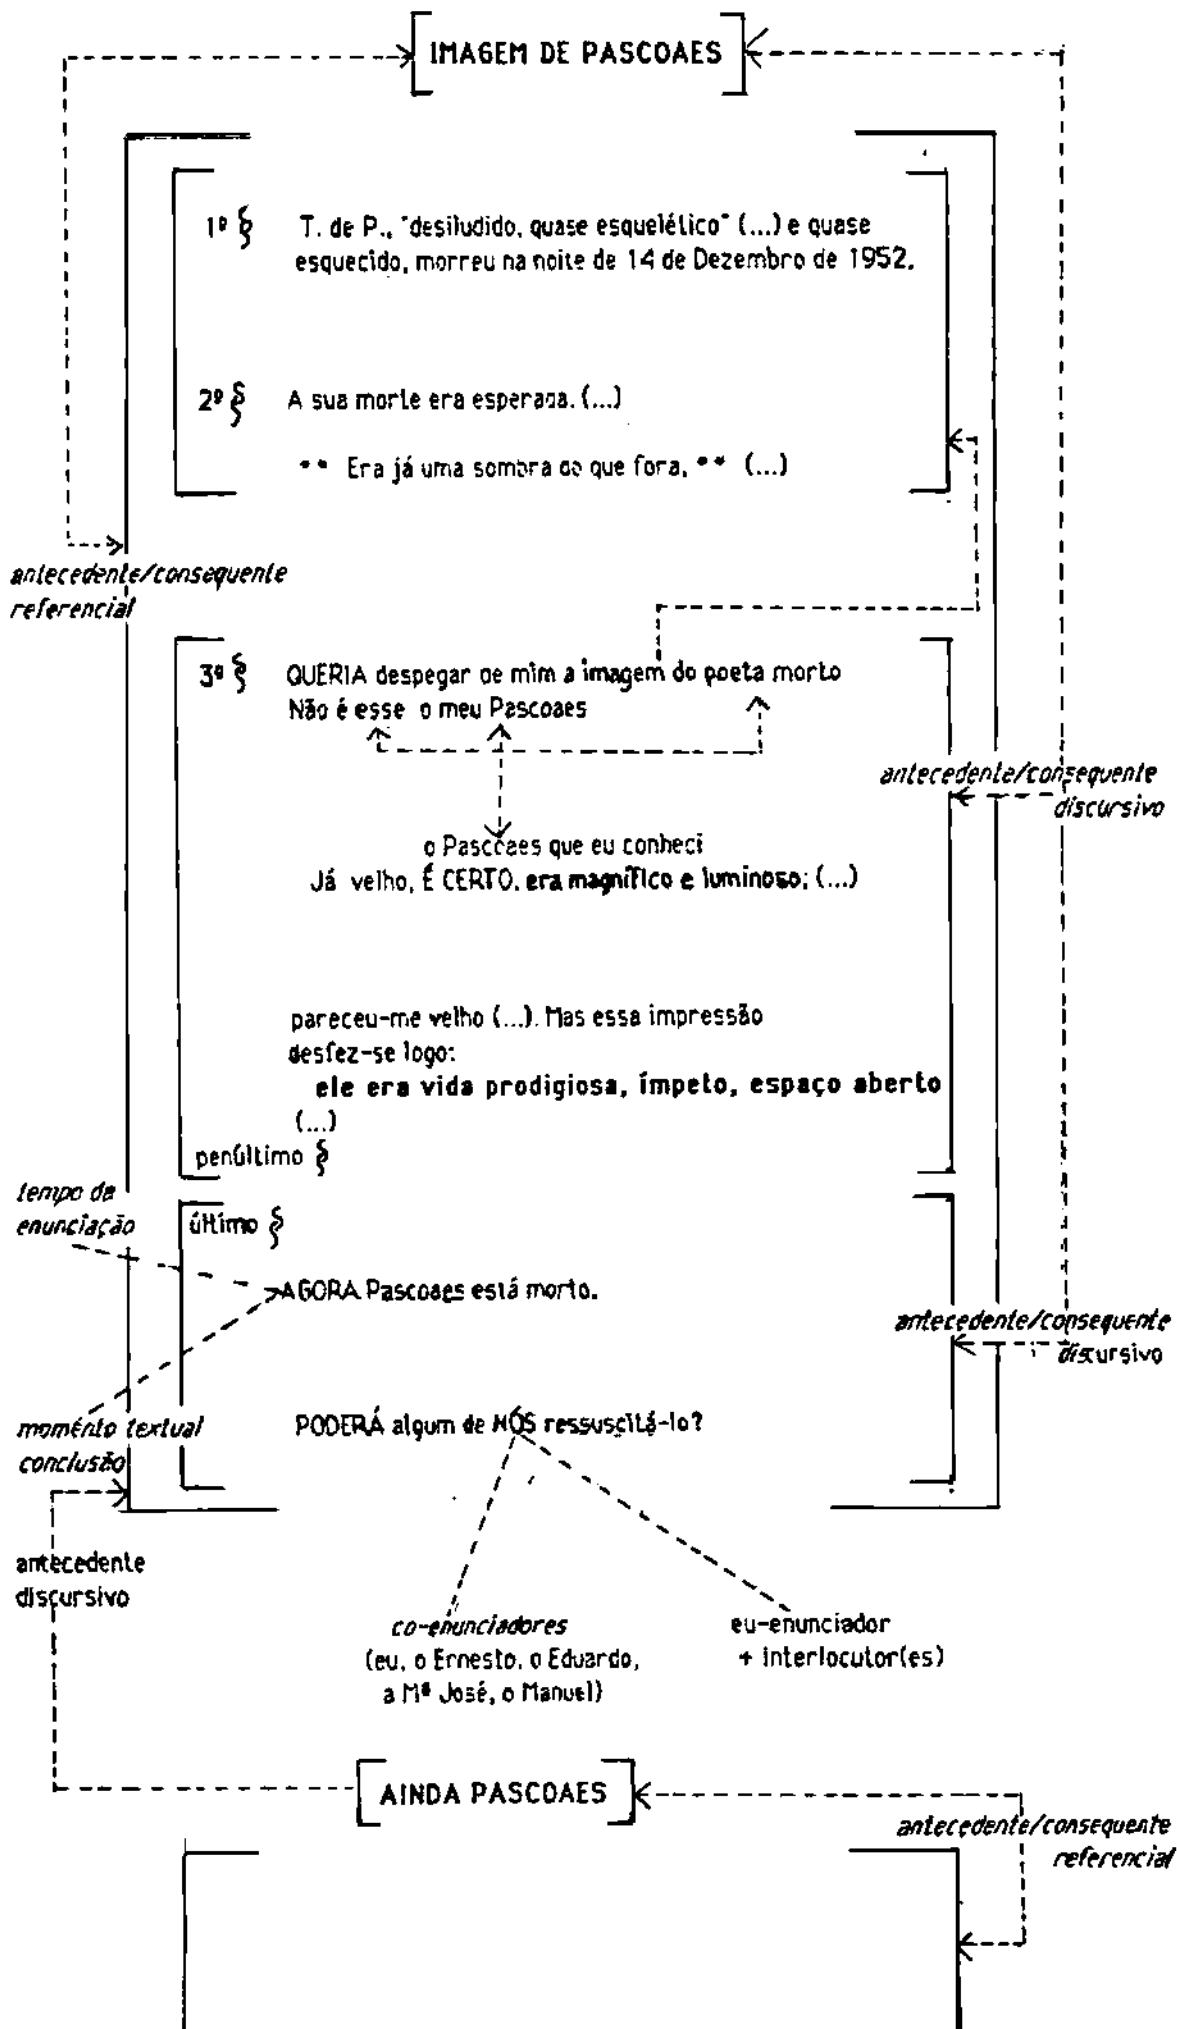 IMAGEM DE PASCOAES
1º § T. de P., "desiludido, quase esquelético" (...) e quase
esquecido, morreu na noite de 14 de Dezembro de 1952.
2º § A sua morte era esperada. (...)
** Era já uma sombra do que fora, ** (...)
antecedente/consequente
referencial
3º § QUERIA despegar de mim a imagem do poeta morto
Não é esse o meu Pascoaes
antecedente/consequente
discursivo
o Pascoaes que eu conheci
Já velho, É CERTO, era magnífico e luminoso; (...)
pareceu-me velho (...). Mas essa impressão
desfez-se logo:
ele era vida prodigiosa, ímpeto, espaço aberto
(...)
penúltimo §
tempo da
enunciação
último §
AGORA Pascoaes está morto.
antecedente/consequente
discursivo
momento textual
conclusão
PODERÁ algum de NÓS ressuscitá-lo?
antecedente
discursivo
co-enunciadores
(eu, o Ernesto, o Eduardo,
a Mª José, o Manuel)
eu-enunciador
+ interlocutor(es)
AINDA PASCOAES
antecedente/consequente
referencial